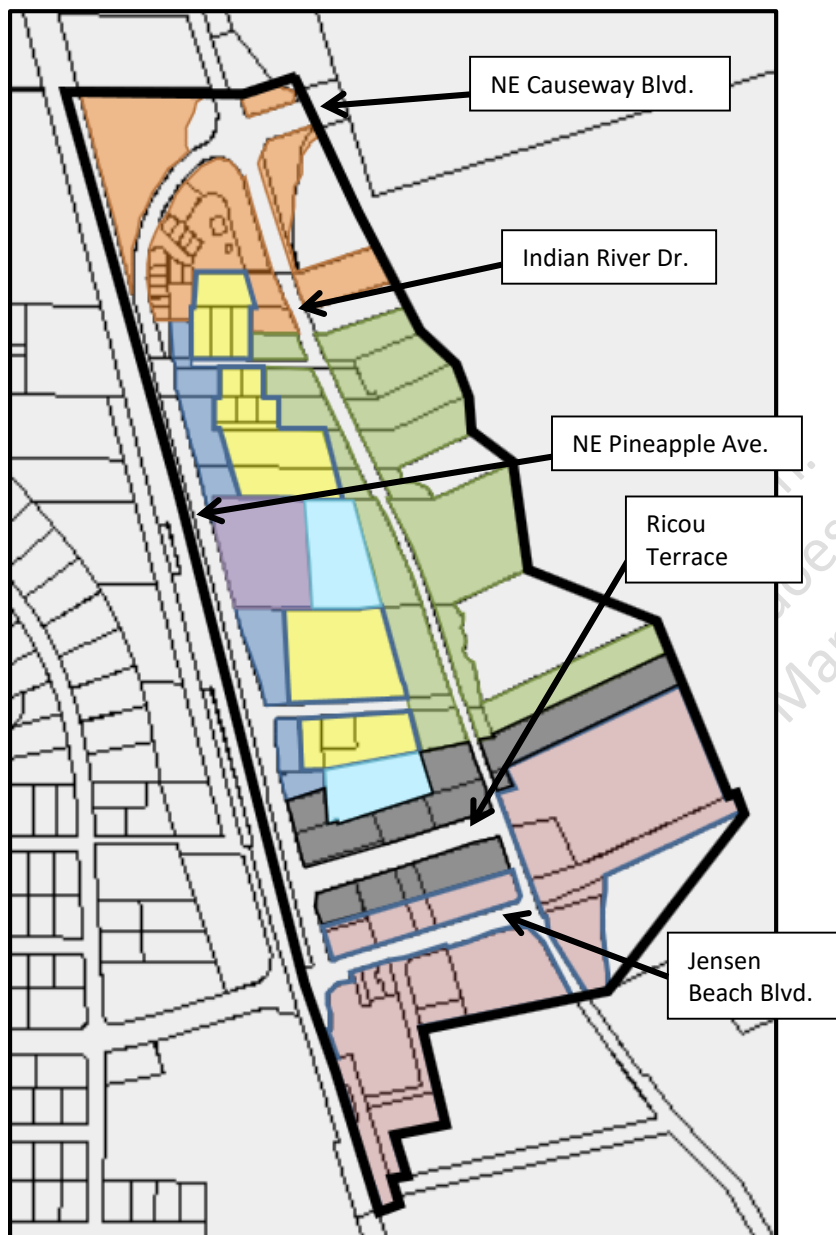 NE Causeway Blvd.
Indian River Dr.
NE Pineapple Ave.
Ricou
Terrace
Jensen
Beach Blvd.